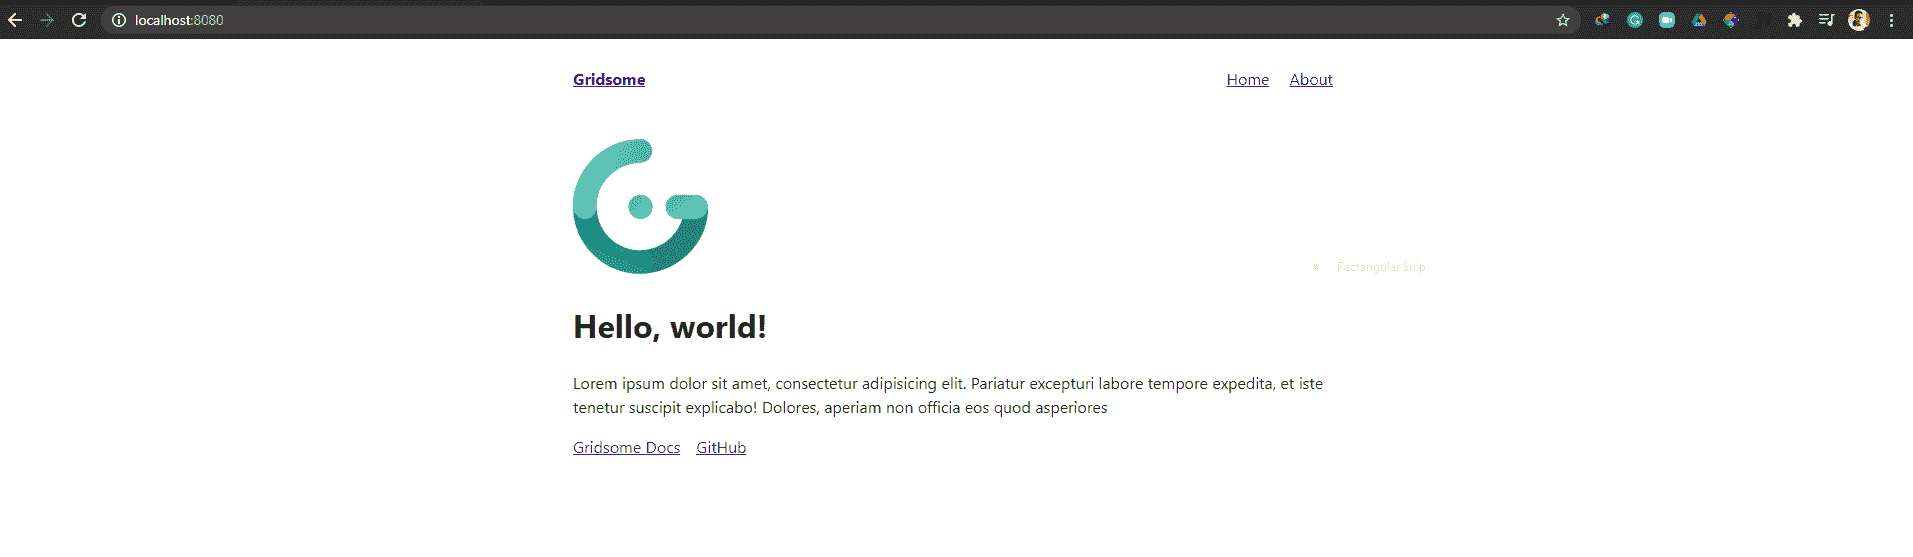 localhost:8080
Gridsome
Home About
Rectangular Snip
Hello, world!
Lorem ipsum dolor sit amet, consectetur adipisicing elit. Pariatur excepturi labore tempore expedita, et iste
tenetur suscipit explicabo! Dolores, aperiam non officia eos quod asperiores
Gridsome Docs GitHub